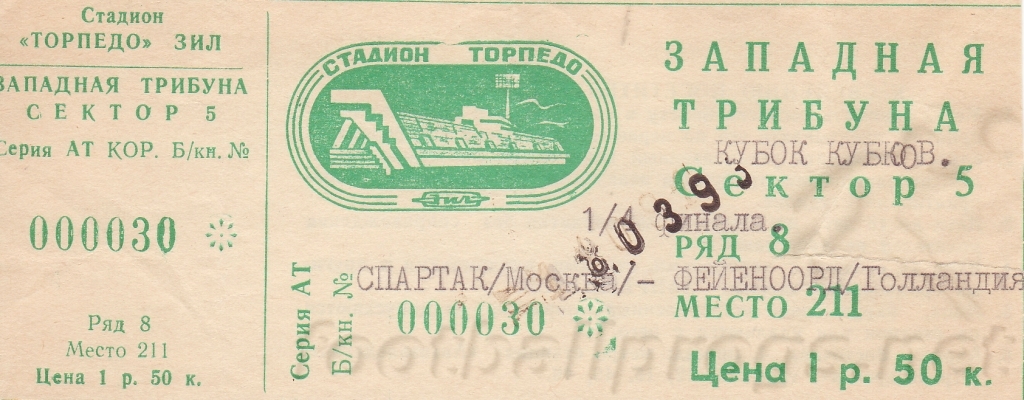 Стадион
«ТОРПЕДО» ЗИЛ
ЗАПАДНАЯ ТРИБУНА
СЕКТОР 5
Серия АТ КОР. Б/кн. №
000030
Ряд 8
Место 211
Цена 1 р. 50 к.
СТАДИОН ТОРПЕДО
ЗИЛ
Серия АТ
Б/кн. №
000030
ЗАПАДНАЯ
ТРИБУНА
КУБОК КУБКОВ.
Сектор 5
1/4 финала.
РЯД 8
СПАРТАК/Москва/- ФЕЙЕНООРД/Голландия
МЕСТО 211
Цена 1 р. 50 к.